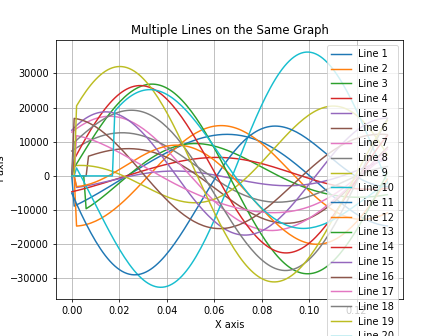 Multiple Lines on the Same Graph
30000
20000
10000
0
−10000
−20000
−30000
0.00
0.02
0.04
0.06
0.08
0.10
X axis
Line 1
Line 2
Line 3
Line 4
Line 5
Line 6
Line 7
Line 8
Line 9
Line 10
Line 11
Line 12
Line 13
Line 14
Line 15
Line 16
Line 17
Line 18
Line 19
Line 20